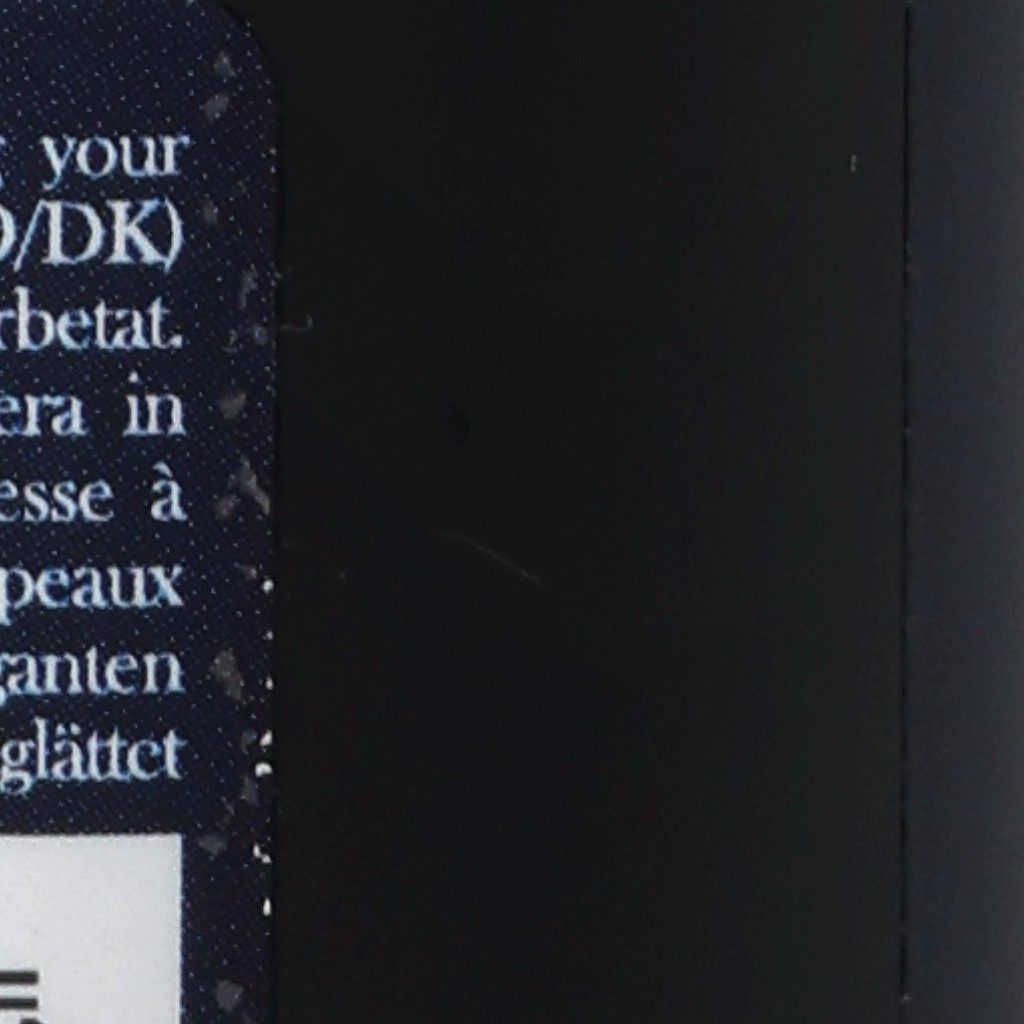 your
/DK)
rbetat.
era in
esse à
peaux
ganten
glättet